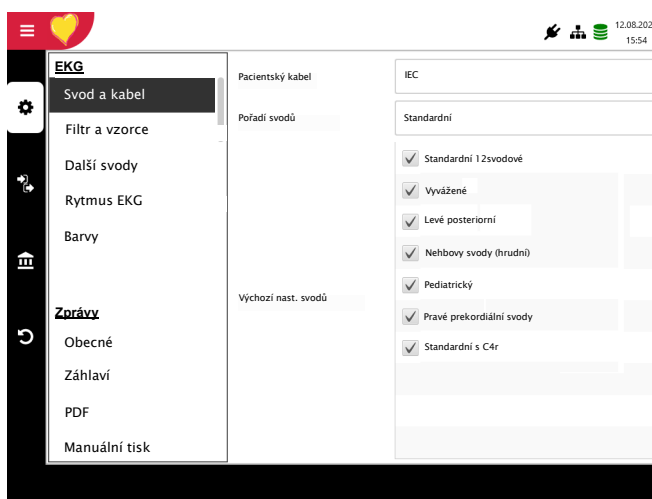 12.08.202
15:54
EKG
Svod a kabel
Filtr a vzorce
Další svody
Rytmus EKG
Barvy
Zprávy
Obecné
Záhlaví
PDF
Manuální tisk
Pacientský kabel
IEC
Pořadí svodů
Standardní
Výchozí nast. svodů
Standardní 12svodové
Vyvážené
Levé posteriorní
Nehbovy svody (hrudní)
Pediatrický
Pravé prekordiální svody
Standardní s C4r